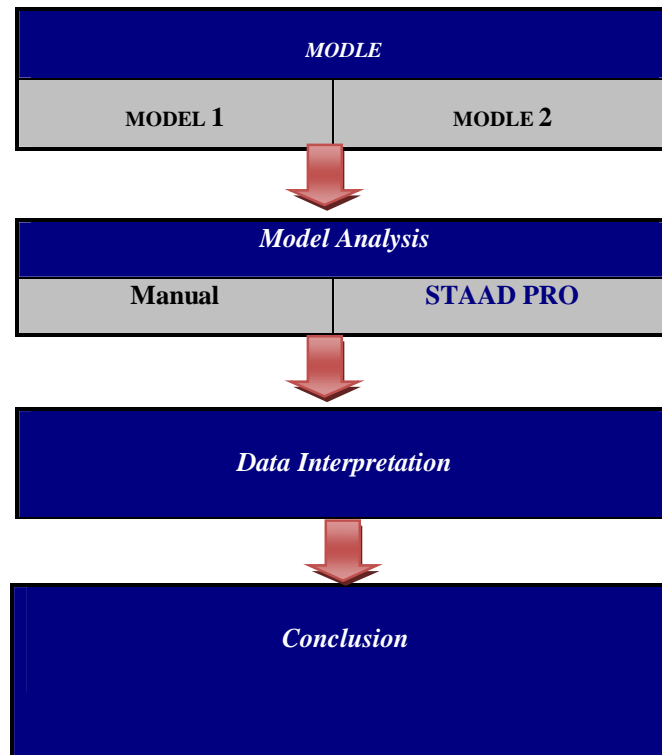 MODLE
MODEL 1
MODLE 2
Model Analysis
Manual
STAAD PRO
Data Interpretation
Conclusion